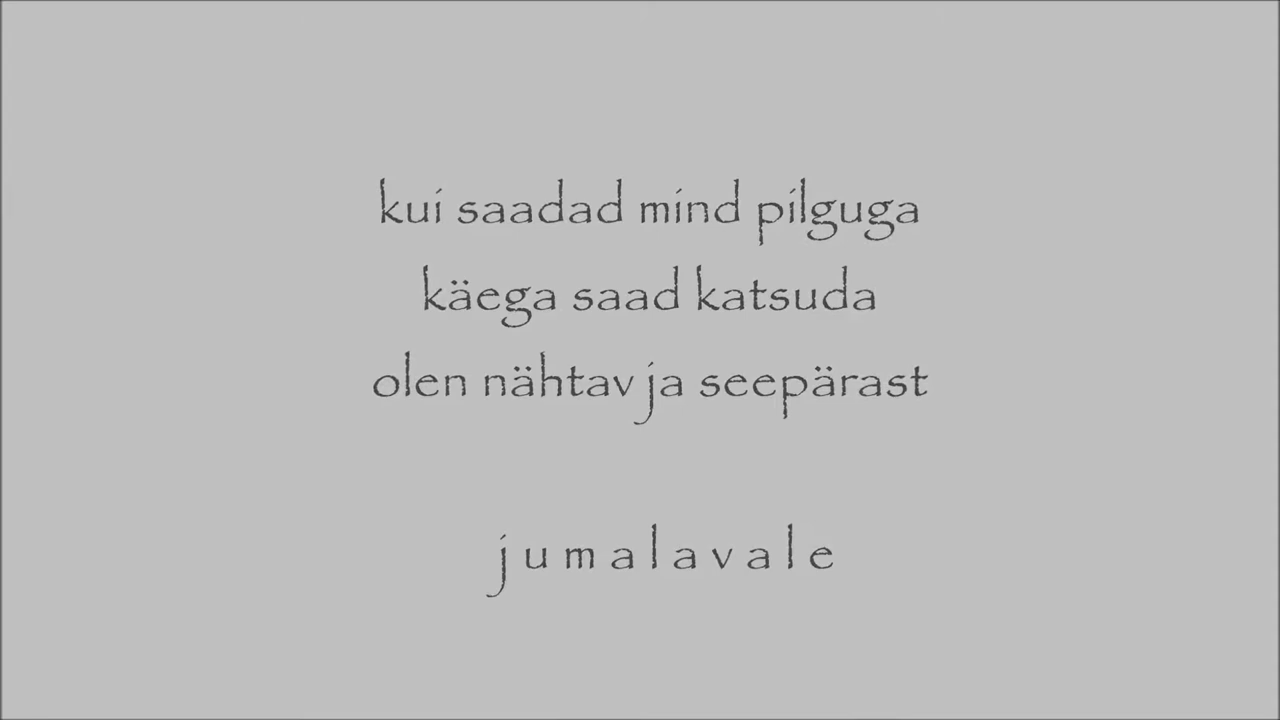 kui saadad mind pilguga
käega saad katsuda
olen nähtav ja seepärast
j u m a l a v a l e